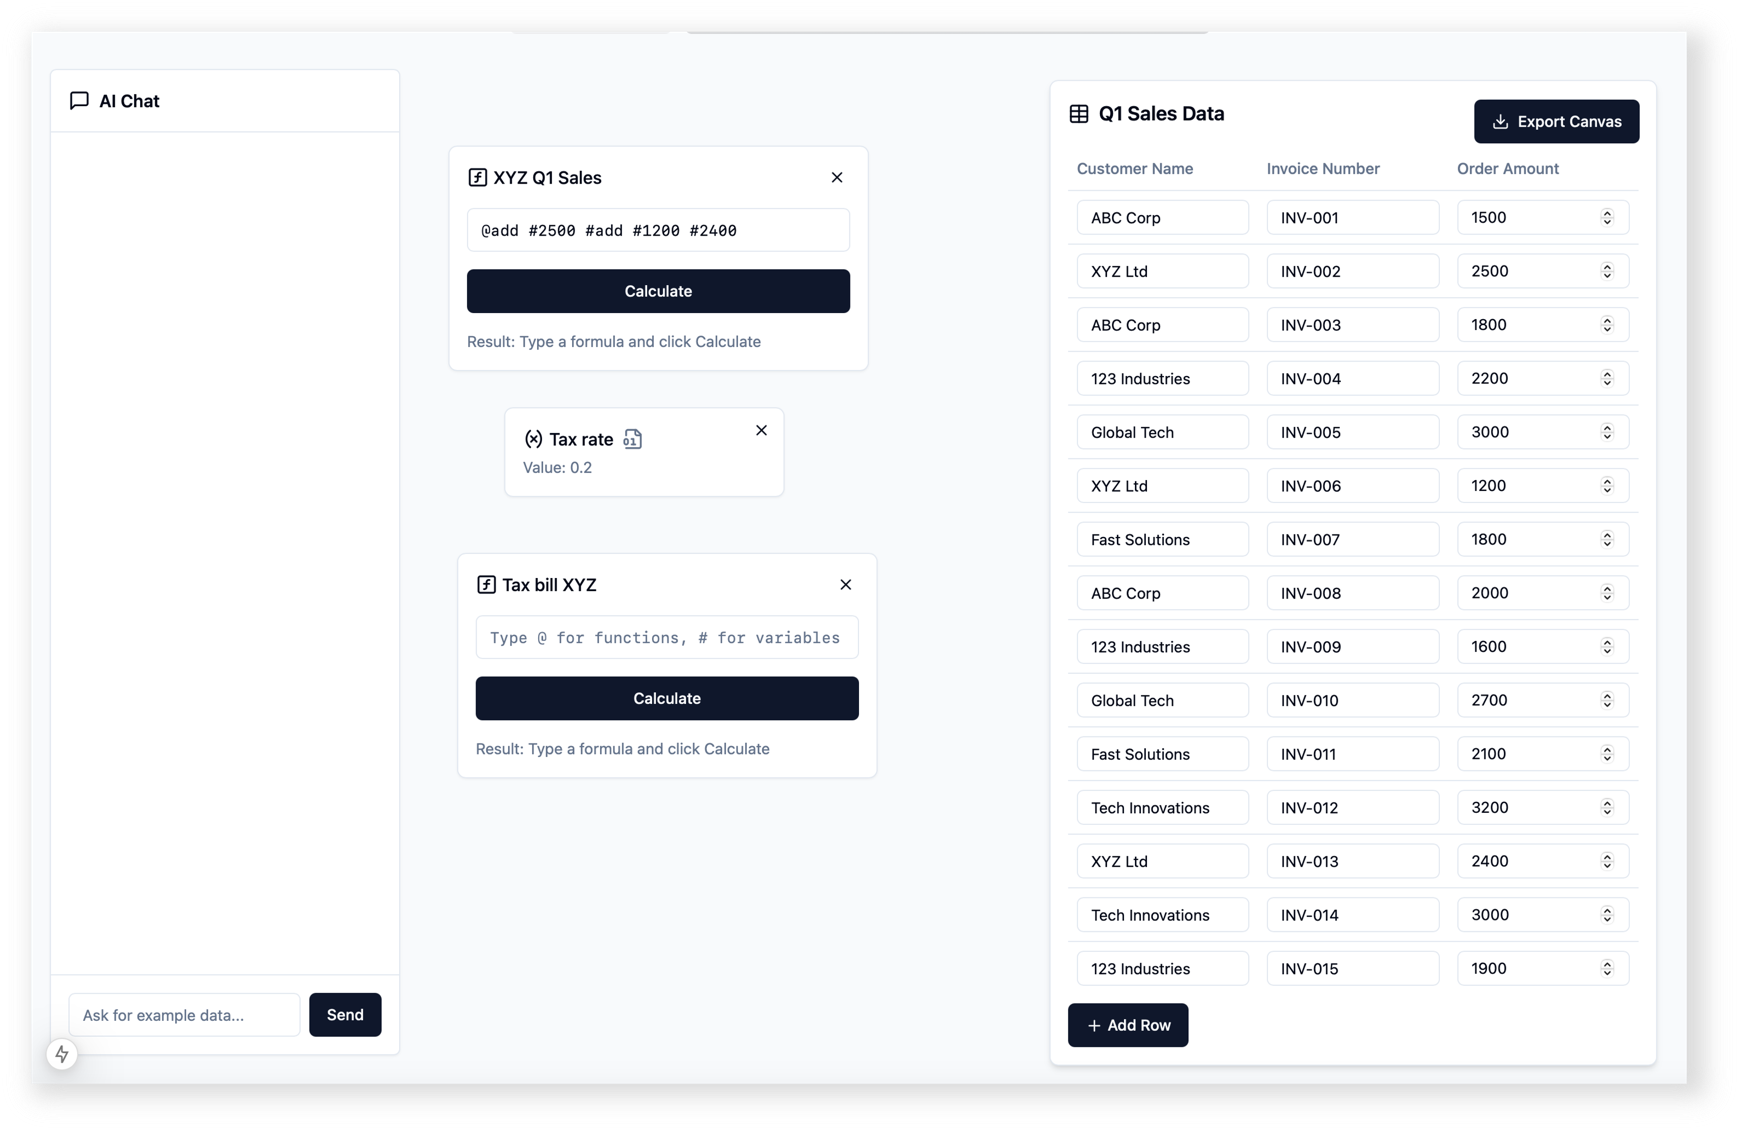 AI Chat
Ask for example data...
Send
XYZ Q1 Sales
@add #2500 #add #1200 #2400
Calculate
Result: Type a formula and click Calculate
(x) Tax rate 01
Value: 0.2
Tax bill XYZ
Type @ for functions, # for variables
Calculate
Result: Type a formula and click Calculate
Q1 Sales Data
Export Canvas
Customer Name Invoice Number Order Amount
ABC Corp INV-001 1500
XYZ Ltd INV-002 2500
ABC Corp INV-003 1800
123 Industries INV-004 2200
Global Tech INV-005 3000
XYZ Ltd INV-006 1200
Fast Solutions INV-007 1800
ABC Corp INV-008 2000
123 Industries INV-009 1600
Global Tech INV-010 2700
Fast Solutions INV-011 2100
Tech Innovations INV-012 3200
XYZ Ltd INV-013 2400
Tech Innovations INV-014 3000
123 Industries INV-015 1900
+ Add Row